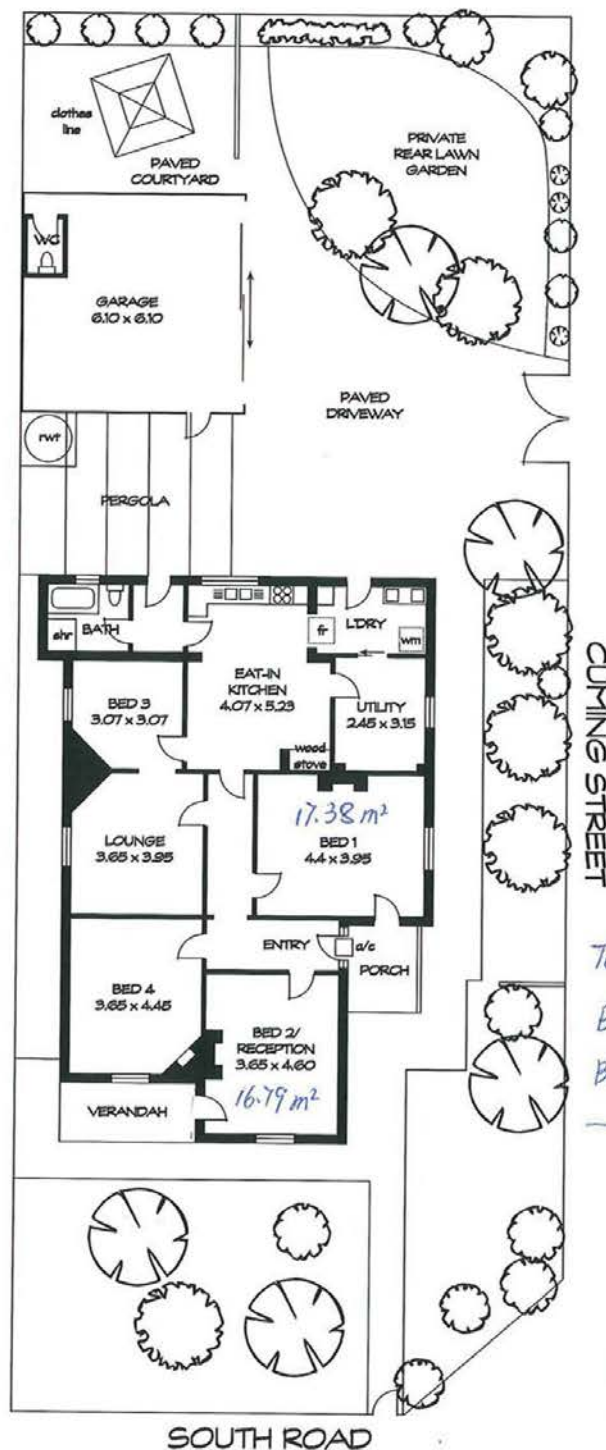 clothes
line
PAVED
COURTYARD
PRIVATE
REAR LAWN
GARDEN
WC
GARAGE
6.10 x 6.10
PAVED
DRIVEWAY
rwt
PERGOLA
BATH
shr
fr
L'DRY
wm
EAT-IN
KITCHEN
4.07 x 5.23
BED 3
3.07 x 3.07
UTILITY
2.45 x 3.15
wood
stove
CUMING STREET
17.38 m²
BED 1
4.4 x 3.95
LOUNGE
3.65 x 3.95
ENTRY
a/c
PORCH
BED 4
3.65 x 4.45
BED 2/
RECEPTION
3.65 x 4.60
16.79 m²
VERANDAH
SOUTH ROAD